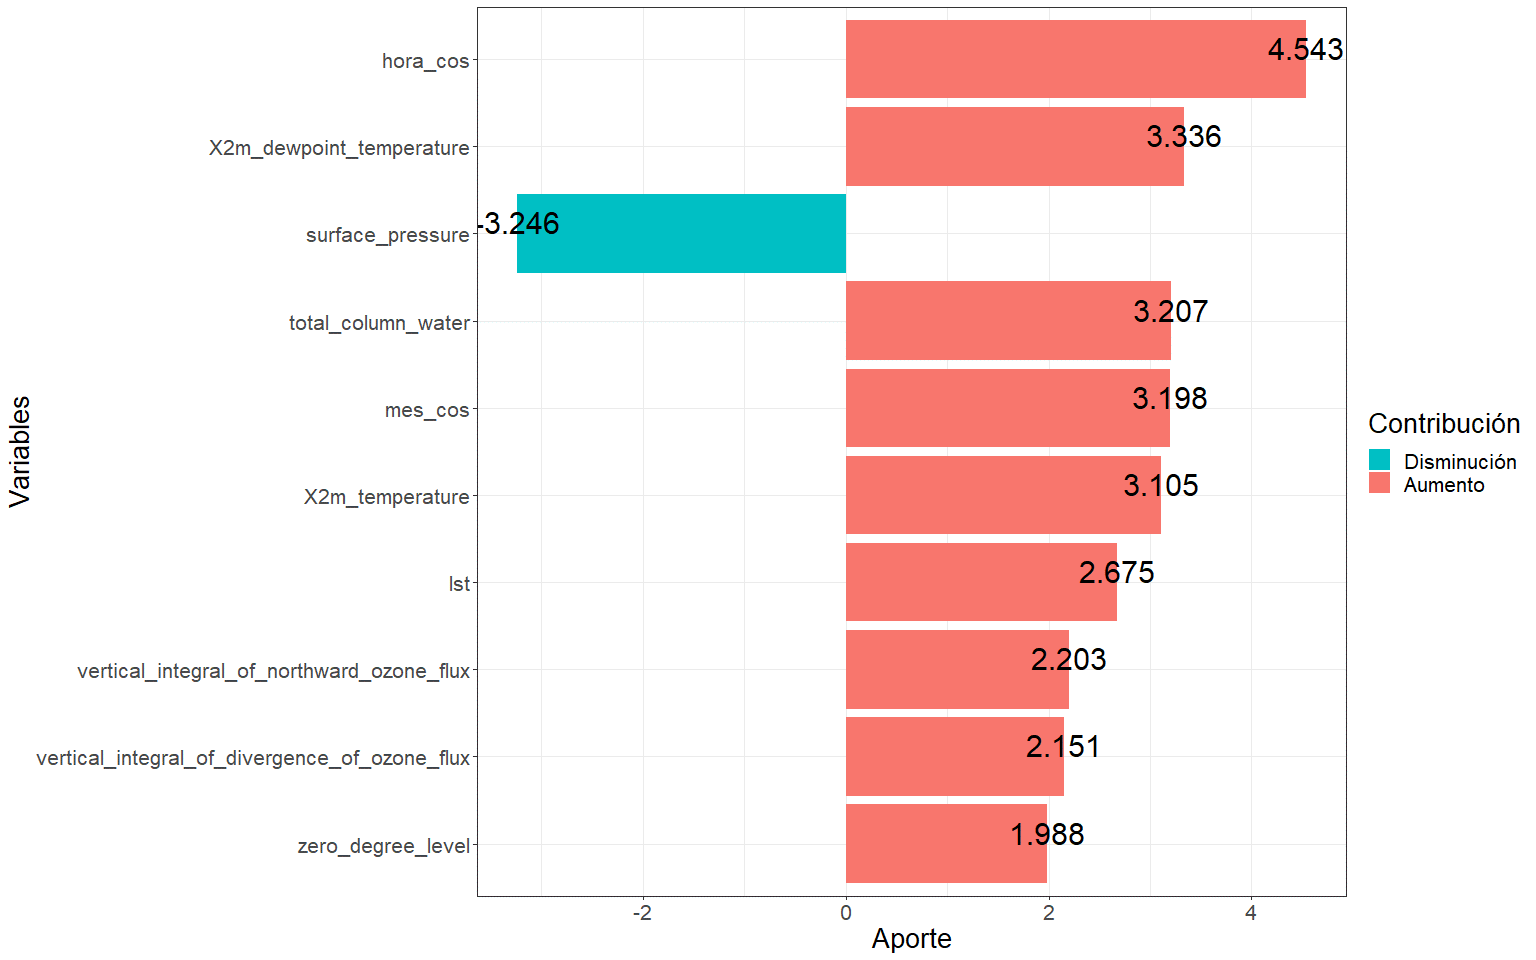 hora_cos
4.543
X2m_dewpoint_temperature
3.336
surface_pressure
-3.246
total_column_water
3.207
mes_cos
3.198
X2m_temperature
3.105
lst
2.675
vertical_integral_of_northward_ozone_flux
2.203
vertical_integral_of_divergence_of_ozone_flux
2.151
zero_degree_level
1.988
Variables
-2
0
2
4
Aporte
Contribución
Disminución
Aumento